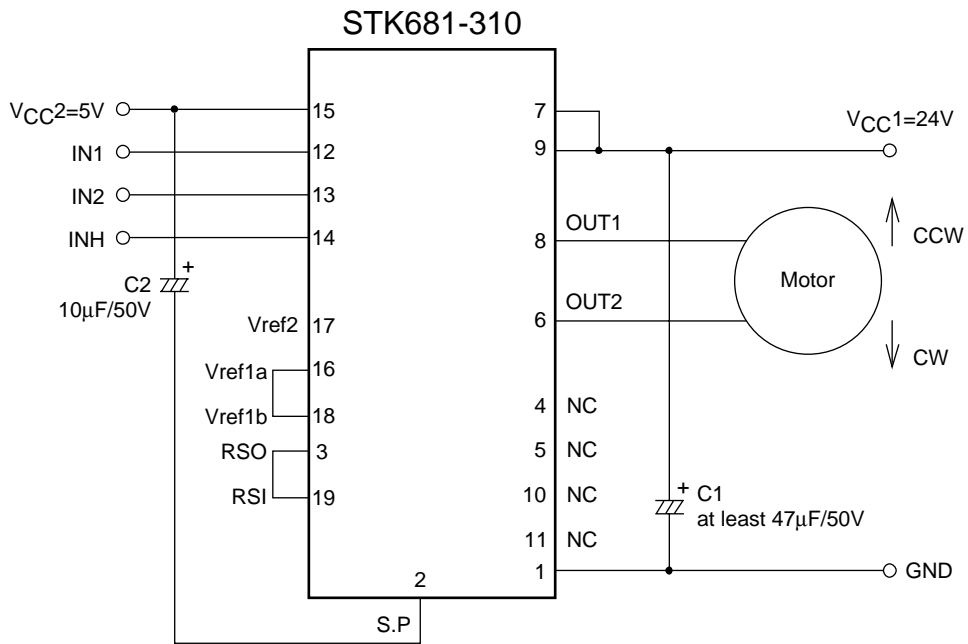 STK681-310
VCC2=5V
15
IN1
12
IN2
13
INH
14
+
C2
10µF/50V
Vref2 17
Vref1a
16
Vref1b
18
RSO
3
RSI
19
2
S.P
7
9
VCC1=24V
8
OUT1
6
OUT2
Motor
CCW
CW
4 NC
5 NC
10 NC
11 NC
+
C1
at least 47µF/50V
1
GND